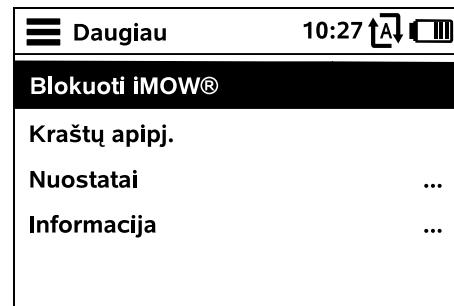 Daugiau 10:27 A
Blokuoti iMOW®
Kraštų apipj.
Nuostatai ...
Informacija ...